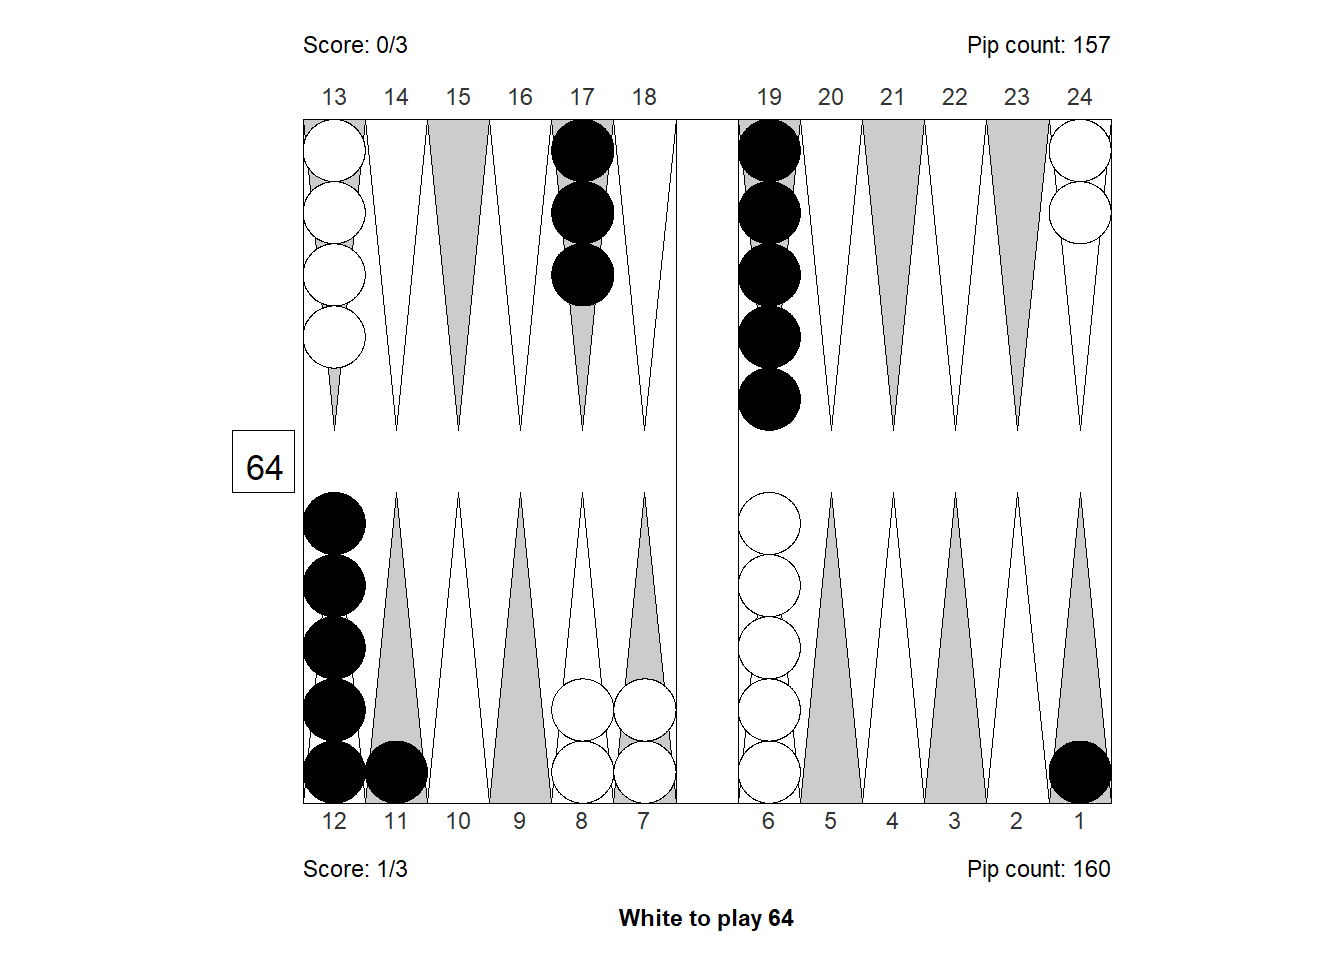 Score: 0/3 Pip count: 157
13 14 15 16 17 18 19 20 21 22 23 24
64
12 11 10 9 8 7 6 5 4 3 2 1
Score: 1/3 Pip count: 160
White to play 64